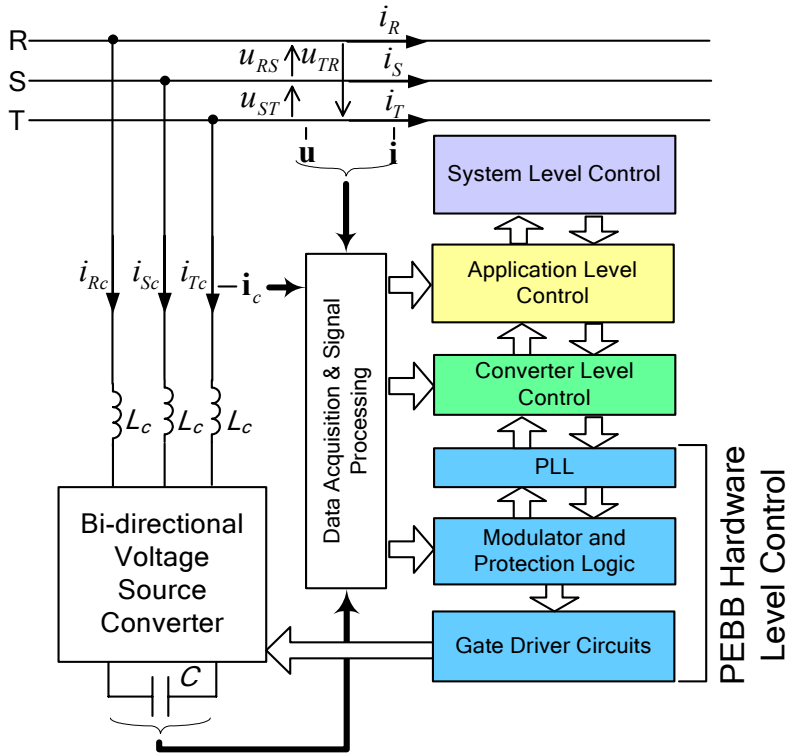 R
i_R
u_RS
u_TR
S
i_S
u_ST
T
i_T
u
i
System Level Control
i_Rc
i_Sc
i_Tc
i_c
Application Level
Control
Data Acquisition & Signal
Processing
Converter Level
Control
L_c
L_c
L_c
PLL
Bi-directional
Voltage
Source
Converter
Modulator and
Protection Logic
PEBB Hardware
Level Control
Gate Driver Circuits
C